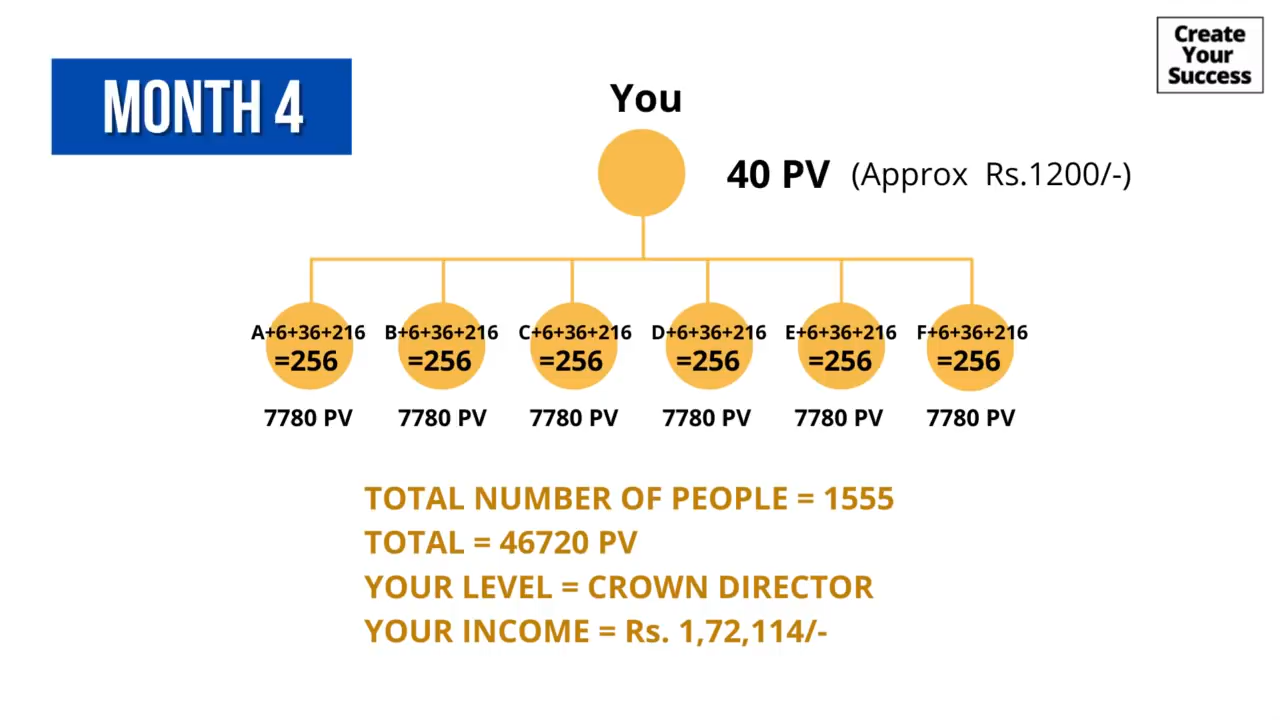 Create
Your
Success
MONTH 4
You
40 PV (Approx Rs.1200/-)
A+6+36+216 B+6+36+216 C+6+36+216 D+6+36+216 E+6+36+216 F+6+36+216
=256 =256 =256 =256 =256 =256
7780 PV 7780 PV 7780 PV 7780 PV 7780 PV 7780 PV
TOTAL NUMBER OF PEOPLE = 1555
TOTAL = 46720 PV
YOUR LEVEL = CROWN DIRECTOR
YOUR INCOME = Rs. 1,72,114/-